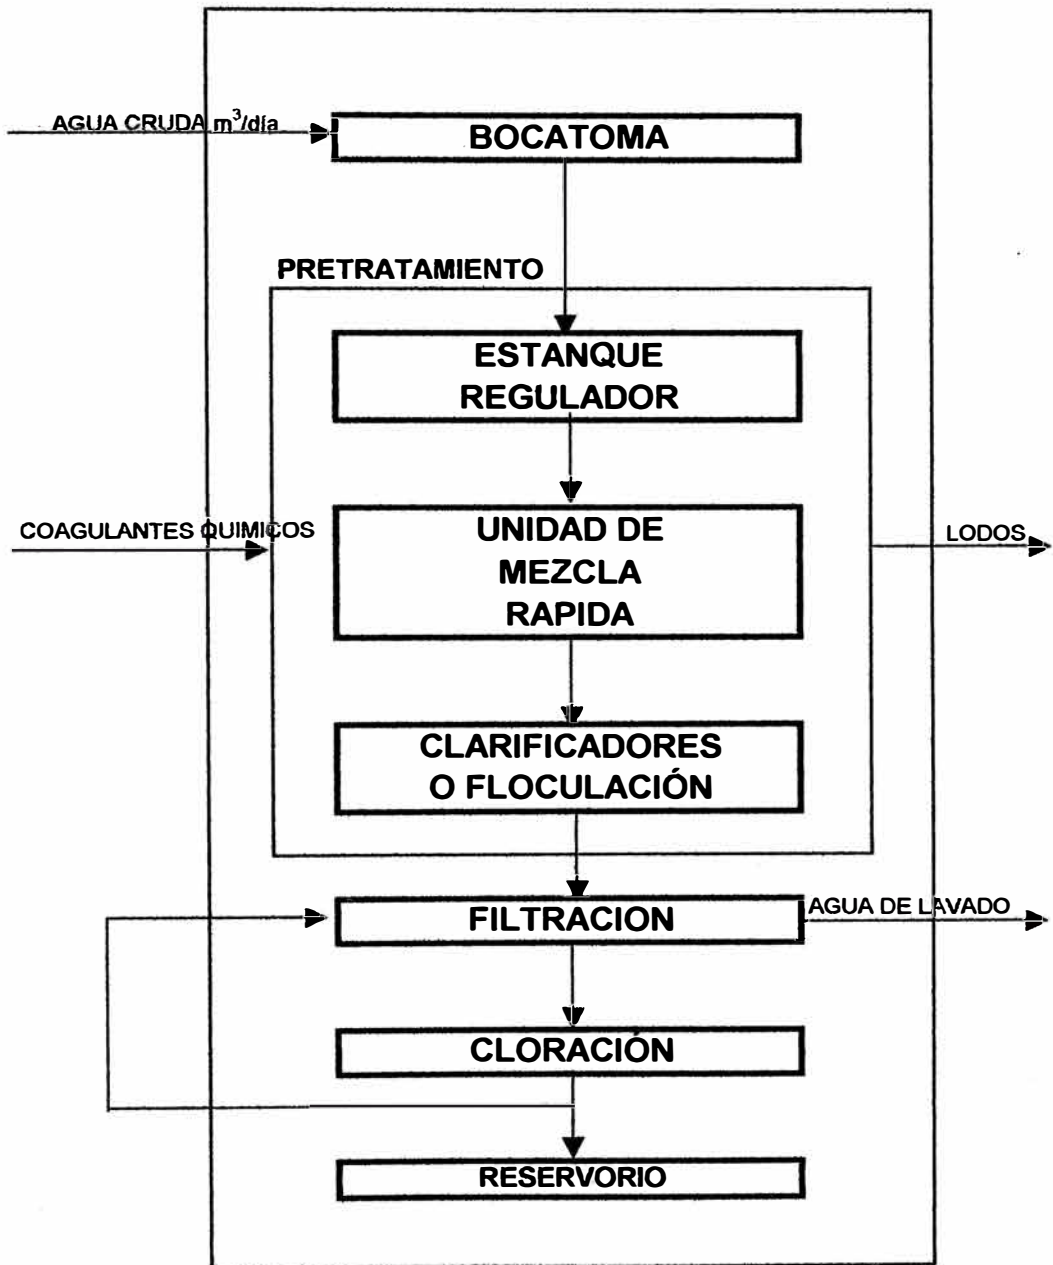 AGUA CRUDA m³/día
BOCATOMA
PRETRATAMIENTO
ESTANQUE
REGULADOR
COAGULANTES QUIMICOS
UNIDAD DE
MEZCLA
RAPIDA
LODOS
CLARIFICADORES
O FLOCULACIÓN
FILTRACION
AGUA DE LAVADO
CLORACIÓN
RESERVORIO